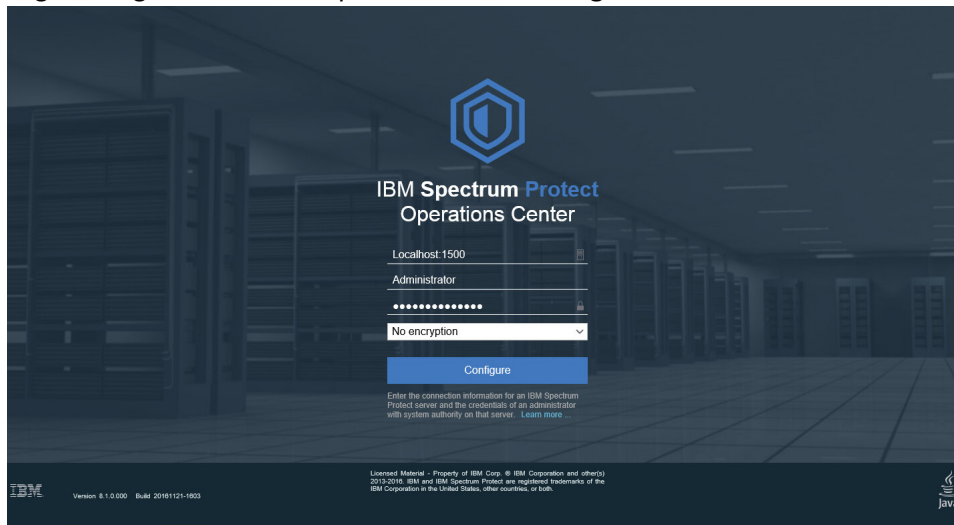 IBM Spectrum Protect
Operations Center
Localhost:1500
Administrator
●●●●●●●●●●●●●●
No encryption
Configure
Enter the connection information for an IBM Spectrum
Protect server and the credentials of an administrator
with system authority on that server. Learn more ...
Licensed Material - Property of IBM Corp. © IBM Corporation and other(s)
2013-2016. IBM and IBM Spectrum Protect are registered trademarks of the
IBM Corporation in the United States, other countries, or both.
IBM
Version 8.1.0.000 Build 20161121-1603
Java